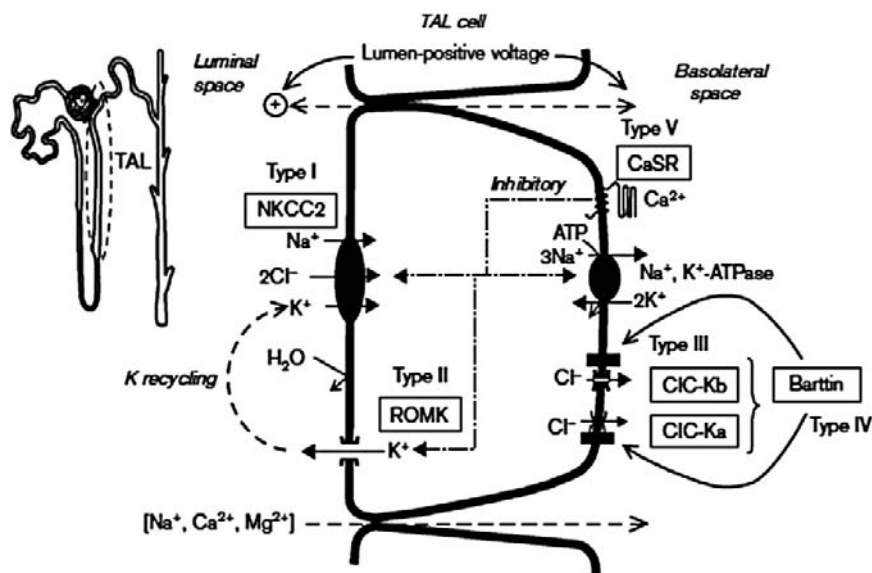 TAL cell
Lumen-positive voltage
Luminal
space
Basolateral
space
+
TAL
Type V
CaSR
Ca²⁺
Inhibitory
Type I
NKCC2
Na⁺
2Cl⁻
K⁺
ATP
3Na⁺
Na⁺, K⁺-ATPase
2K⁺
H₂O
K recycling
Type II
ROMK
K⁺
Type III
Cl⁻
ClC-Kb
Barttin
Cl⁻
ClC-Ka
Type IV
[Na⁺, Ca²⁺, Mg²⁺]